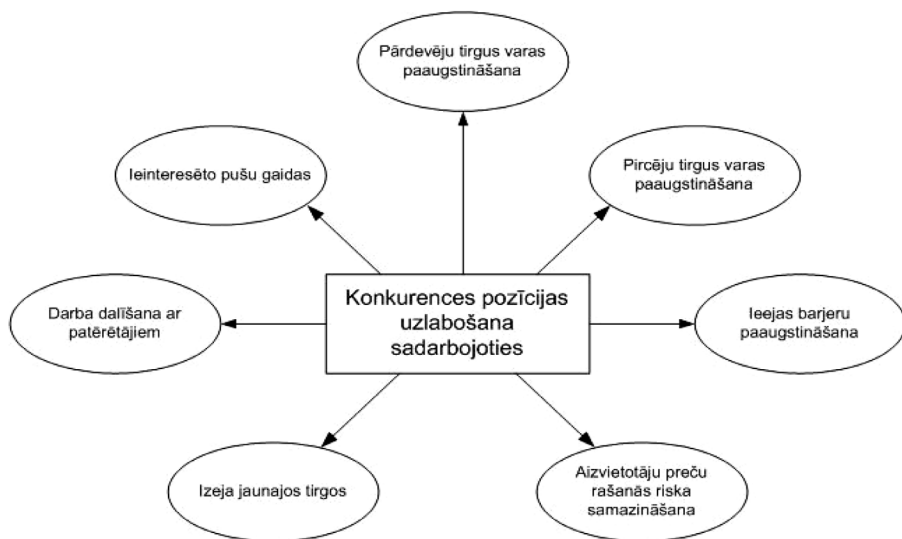 Pārdevēju tirgus varas
paaugstināšana
Ieinteresēto pušu gaidas
Pircēju tirgus varas
paaugstināšana
Konkurences pozīcijas
uzlabošana
sadarbojoties
Darba dalīšana ar
patērētājiem
Ieejas barjeru
paaugstināšana
Izeja jaunajos tirgos
Aizvietotāju preču
rašanās riska
samazināšana